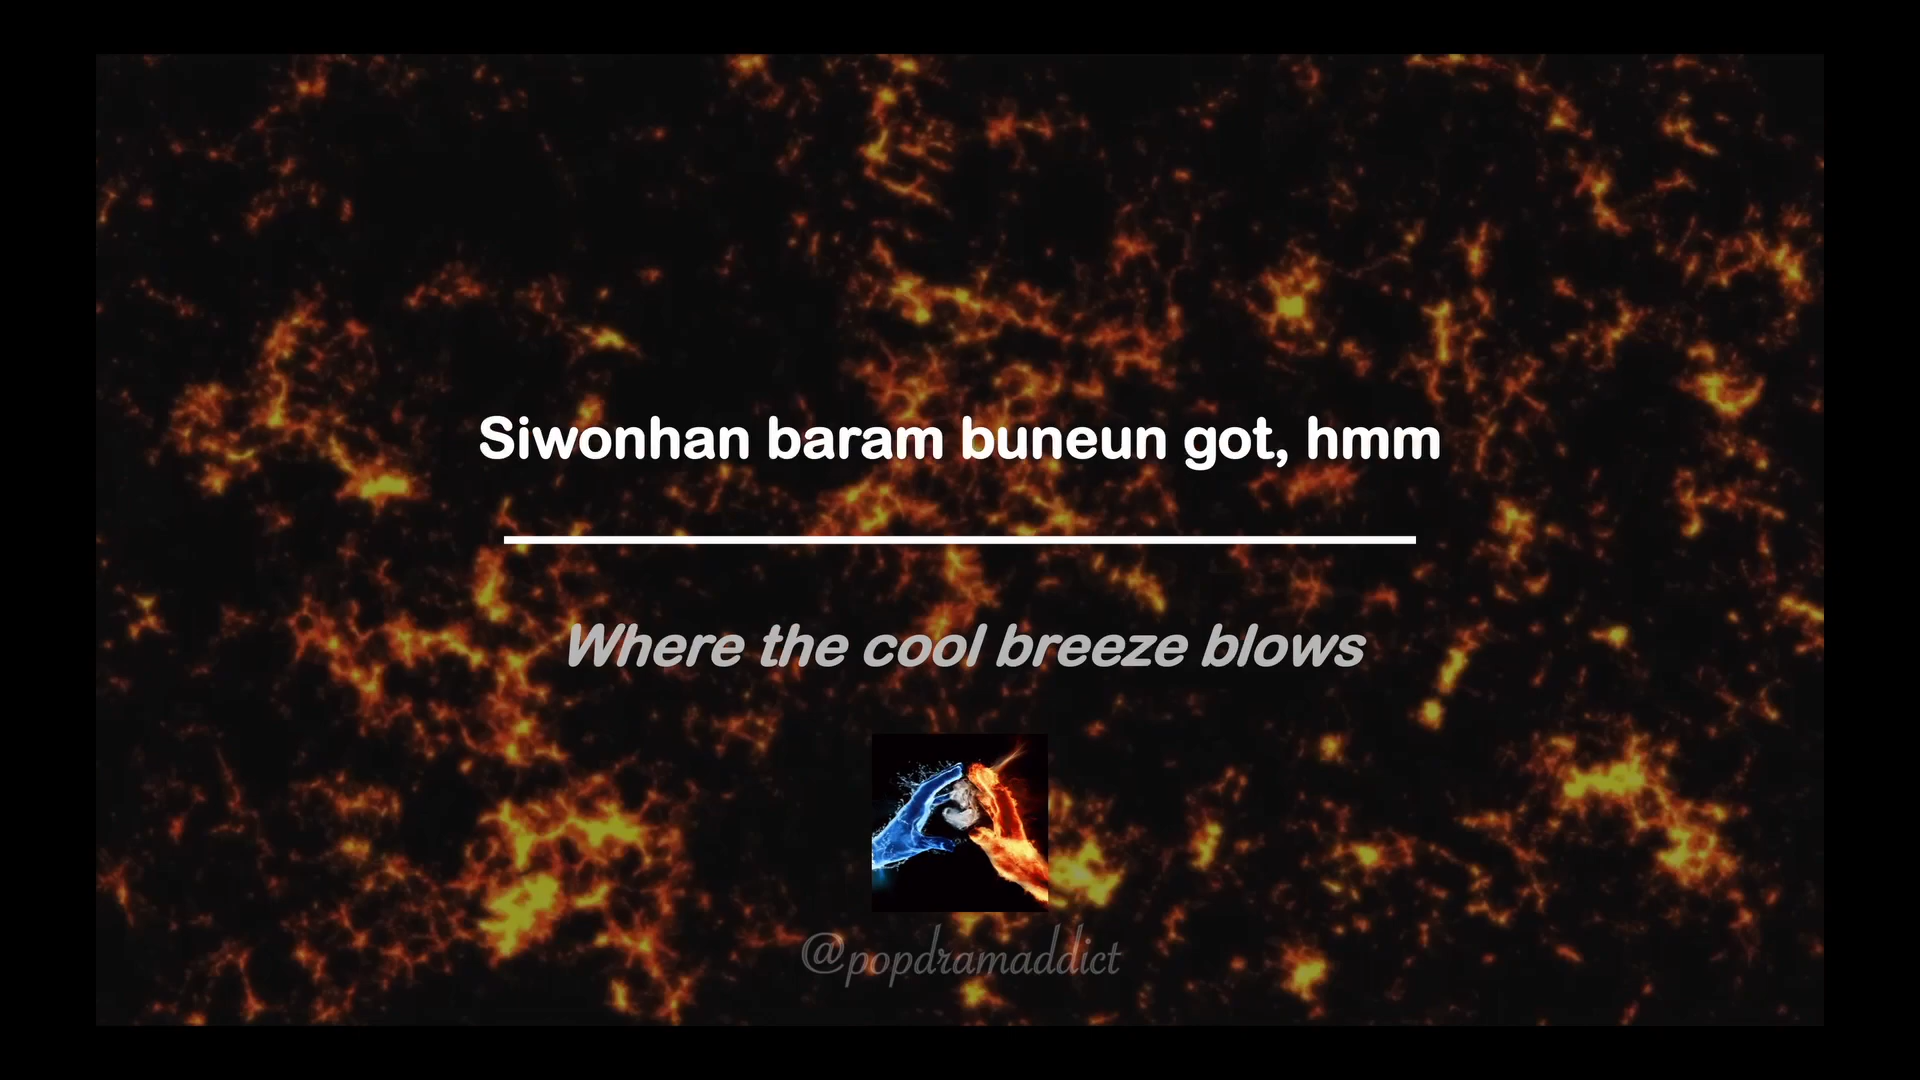 Siwonhan baram buneun got, hmm
Where the cool breeze blows
@popdramaddict